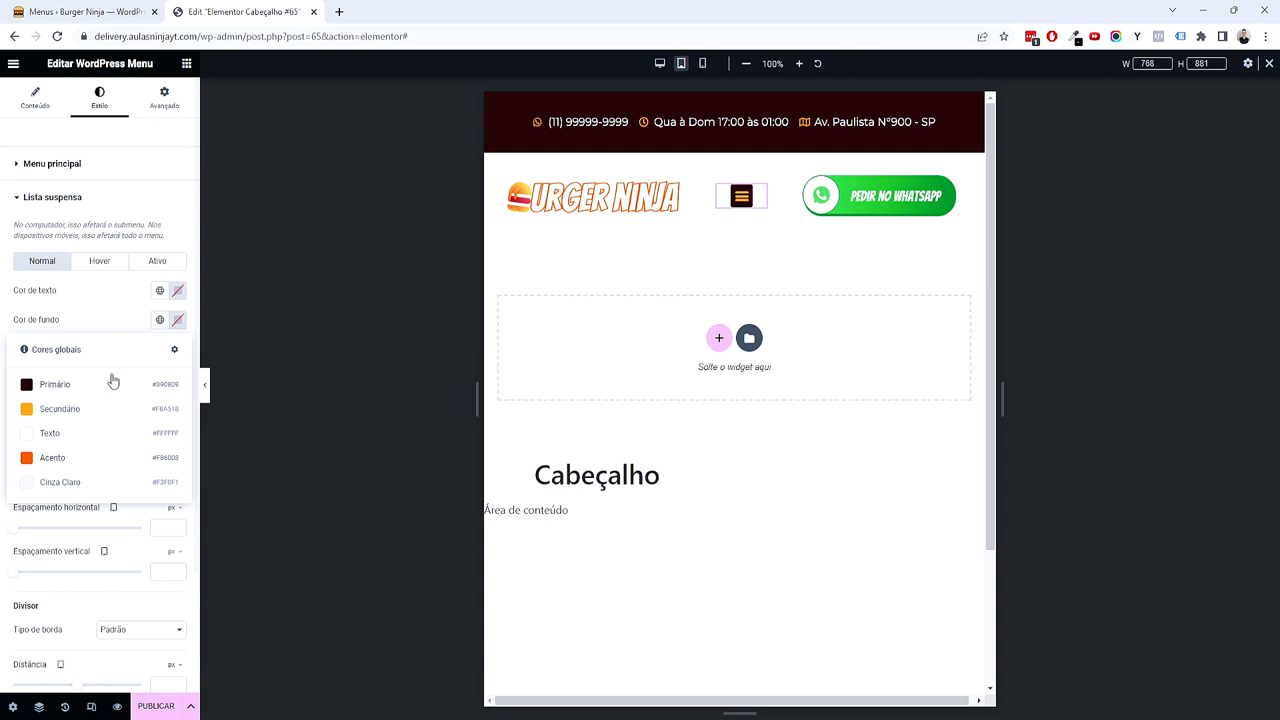 Menus ‹ Burger Ninja — WordPr
Edit "Elementor Cabeçalho #65"
delivery.aulasninjayt.com/wp-admin/post.php?post=65&action=elementor#
Editar WordPress Menu
100%
W 768 H 881
Conteúdo Estilo Avançado
(11) 99999-9999 Qua à Dom 17:00 às 01:00 Av. Paulista Nº900 - SP
Menu principal
Lista suspensa
URGER NINJA
PEDIR NO WHATSAPP
No computador, isso afetará o submenu. Nos
dispositivos móveis, isso afetará todo o menu.
Normal Hover Ativo
Cor de texto
Cor de fundo
Cores globais
Primário #390809
Secundário #F8A518
Texto #FFFFFF
Acento #F86008
Cinza Claro #F3F0F1
Solte o widget aqui
Cabeçalho
Área de conteúdo
Espaçamento horizontal px
Espaçamento vertical px
Divisor
Tipo de borda Padrão
Distância px
PUBLICAR